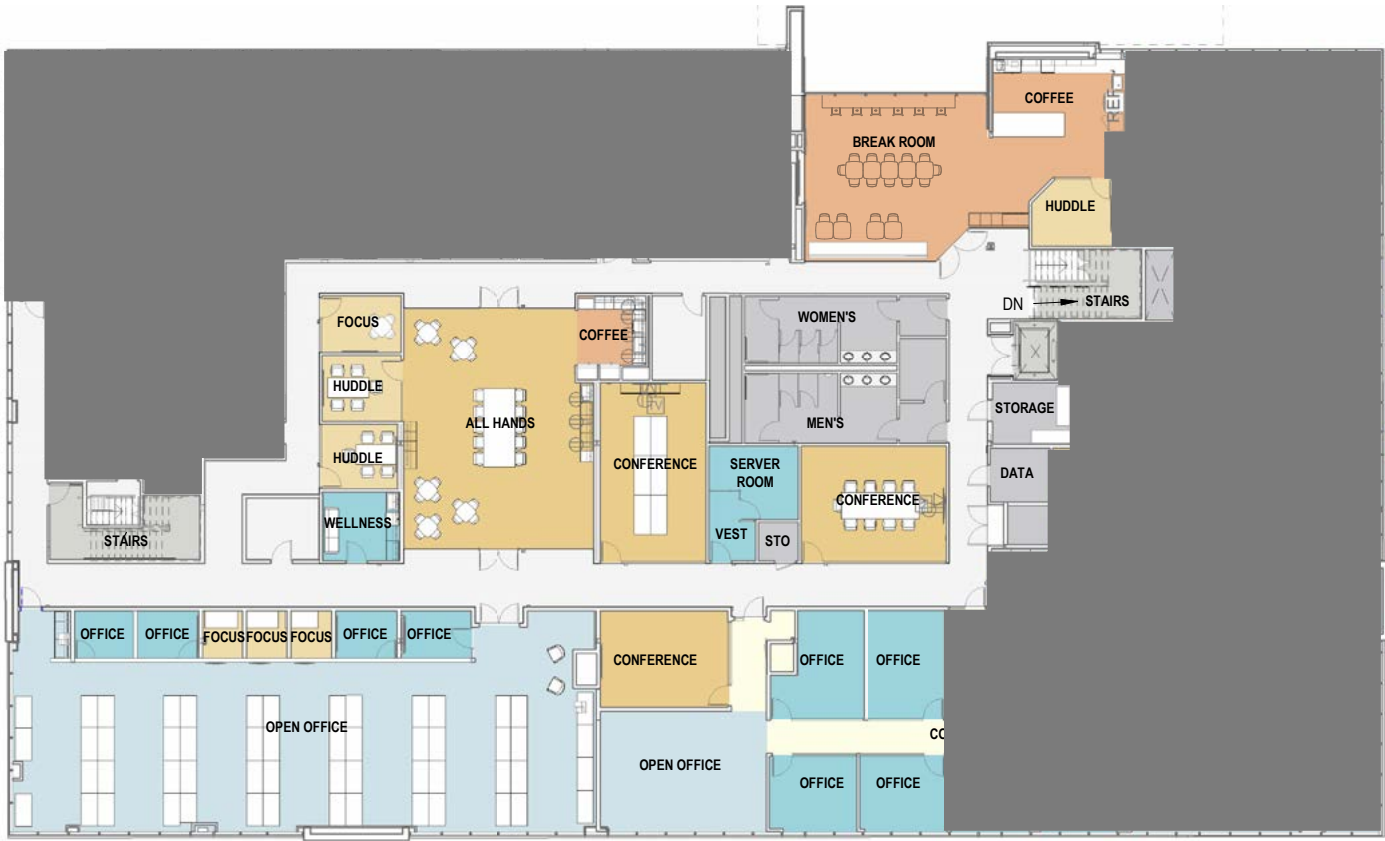 COFFEE
REF
BREAK ROOM
HUDDLE
DN
STAIRS
FOCUS
COFFEE
WOMEN'S
HUDDLE
STORAGE
ALL HANDS
MEN'S
HUDDLE
CONFERENCE
SERVER
ROOM
DATA
CONFERENCE
WELLNESS
STAIRS
VEST
STO
OFFICE
OFFICE
FOCUS
FOCUS
FOCUS
OFFICE
OFFICE
CONFERENCE
OFFICE
OFFICE
OPEN OFFICE
OPEN OFFICE
OFFICE
OFFICE